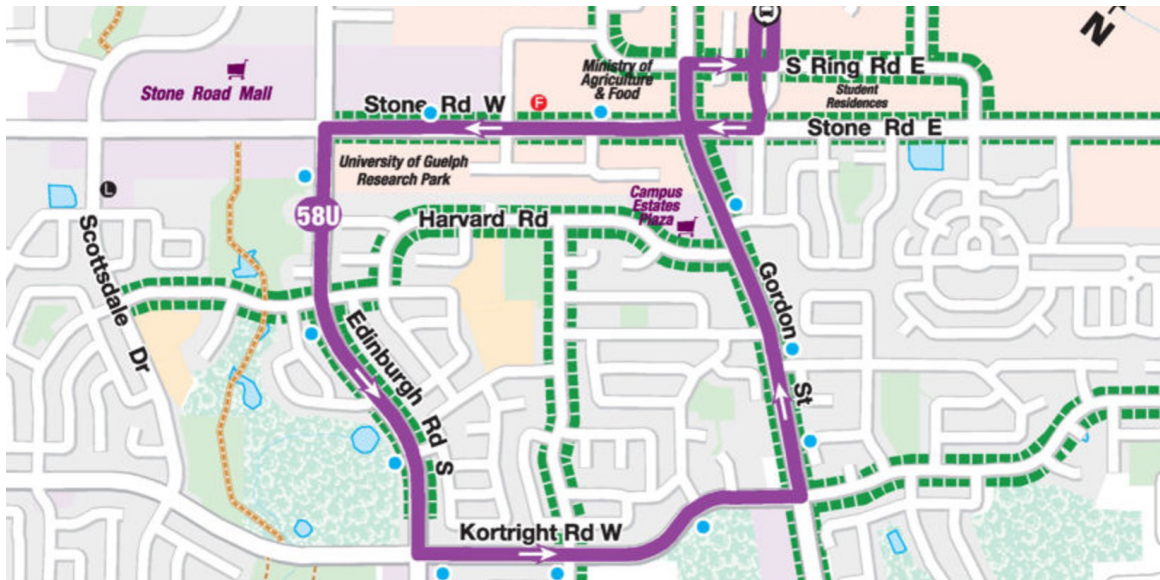 N
Stone Road Mall
Ministry of
Agriculture
& Food
S Ring Rd E
Student
Residences
Stone Rd W
F
Stone Rd E
University of Guelph
Research Park
L
58U
Campus
Estates
Plaza
Harvard Rd
Scottsdale Dr
Gordon St
Edinburgh Rd S
Kortright Rd W